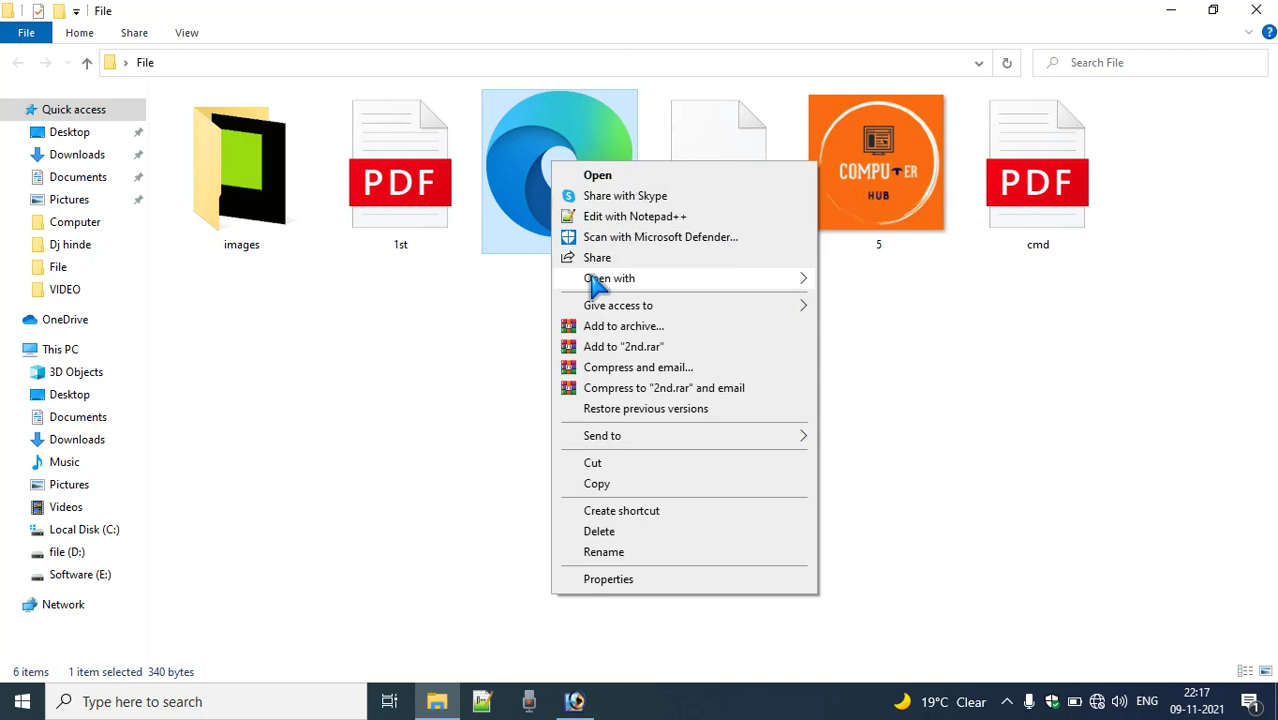 File
File
Home
Share
View
File
Search File
Quick access
Desktop
Downloads
Documents
Pictures
Computer
Dj hinde
File
VIDEO
OneDrive
This PC
3D Objects
Desktop
Documents
Downloads
Music
Pictures
Videos
Local Disk (C:)
file (D:)
Software (E:)
Network
images
PDF
1st
COMPUTER
HUB
5
PDF
cmd
Open
Share with Skype
Edit with Notepad++
Scan with Microsoft Defender...
Share
Open with
Give access to
Add to archive...
Add to "2nd.rar"
Compress and email...
Compress to "2nd.rar" and email
Restore previous versions
Send to
Cut
Copy
Create shortcut
Delete
Rename
Properties
6 items
1 item selected 340 bytes
Type here to search
19°C Clear
ENG
22:17
09-11-2021
1